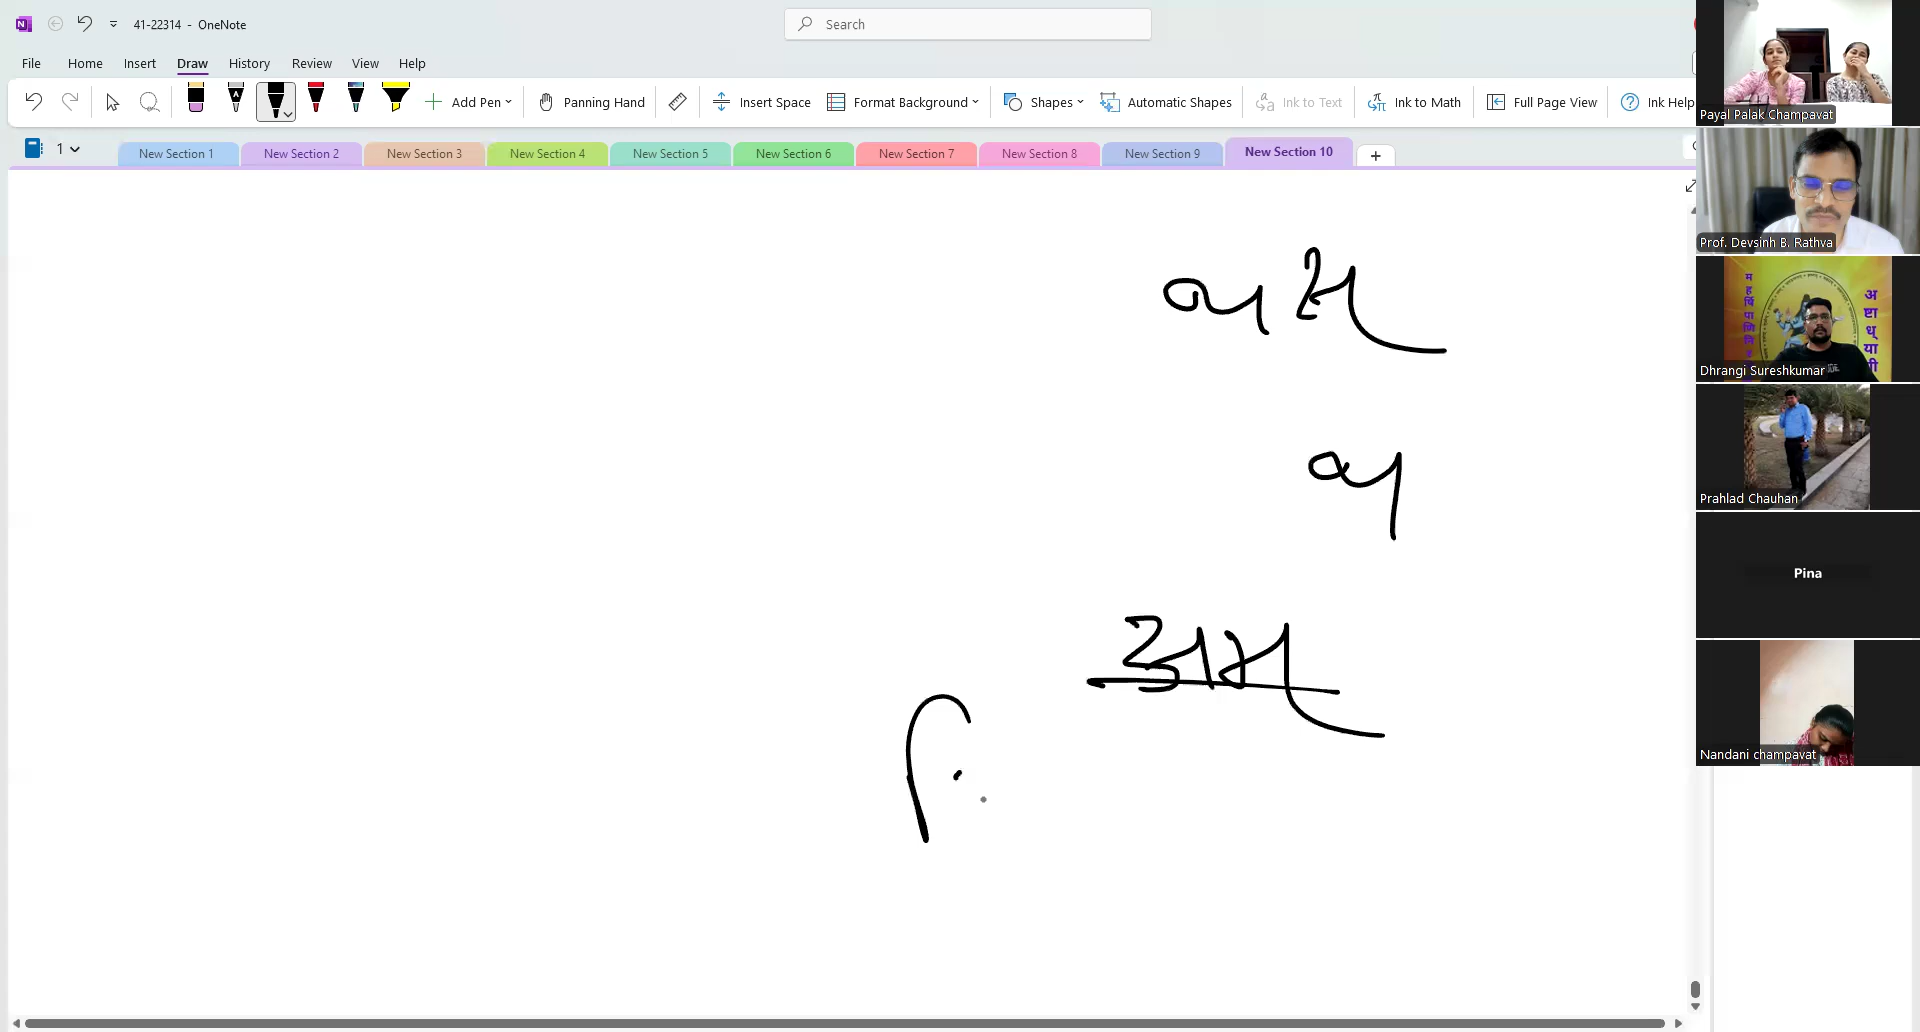 41-22314 - OneNote
Search
File Home Insert Draw History Review View Help
Add Pen Panning Hand Insert Space Format Background Shapes Automatic Shapes Ink to Text Ink to Math Full Page View Ink Help
1 New Section 1 New Section 2 New Section 3 New Section 4 New Section 5 New Section 6 New Section 7 New Section 8 New Section 9 New Section 10
Payal Palak Champavat
Prof. Devsinh B. Rathva
महर्षि पाणिनि
अष्टाध्यायी
Dhrangi Sureshkumar
Prahlad Chauhan
Pina
Nandani champavat